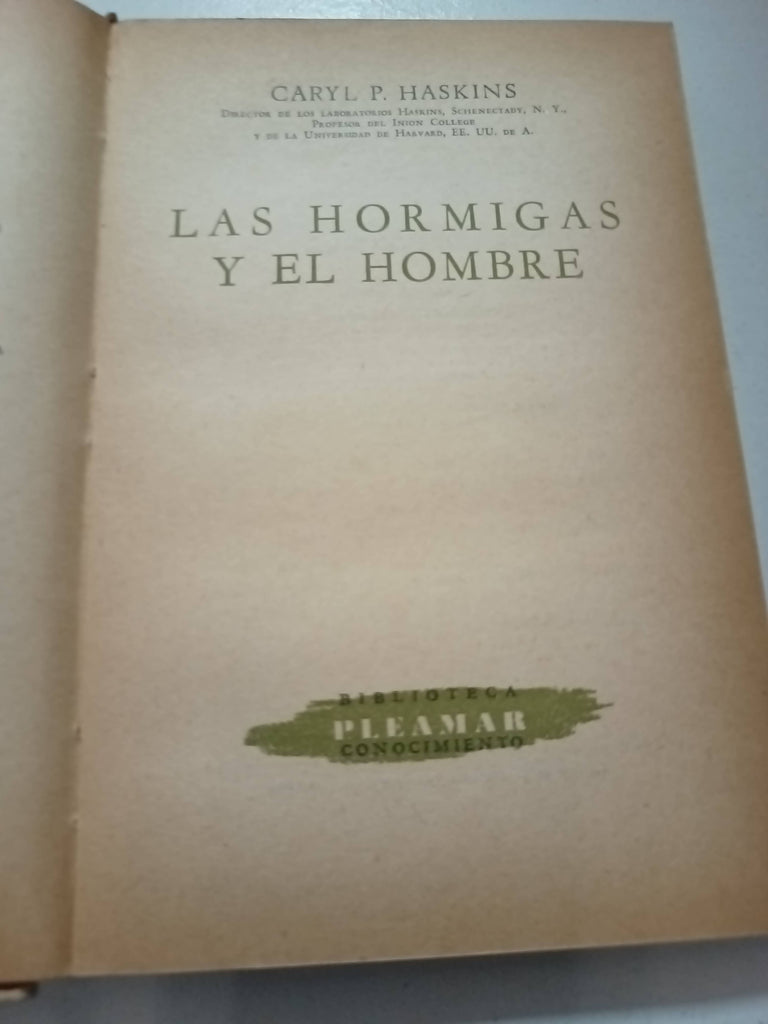 CARYL P. HASKINS
DIRECTOR DE LOS LABORATORIOS HASKINS, SCHENECTADY, N. Y.,
PROFESOR DEL INION COLLEGE
Y DE LA UNIVERSIDAD DE HARVARD, EE. UU. DE A.
LAS HORMIGAS
Y EL HOMBRE
BIBLIOTECA
PLEAMAR
CONOCIMIENTO